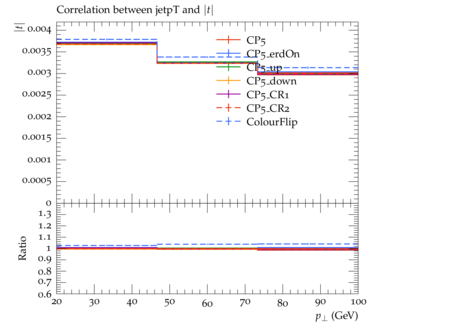 Correlation between jetpT and |t|
|t|
0.004
0.0035
0.003
0.0025
0.002
0.0015
0.001
0.0005
0
CP5
CP5_erdOn
CP5_up
CP5_down
CP5_CR1
CP5_CR2
ColourFlip
Ratio
1.3
1.2
1.1
1
0.9
0.8
0.7
0.6
20 30 40 50 60 70 80 90 100
p⊥ (GeV)